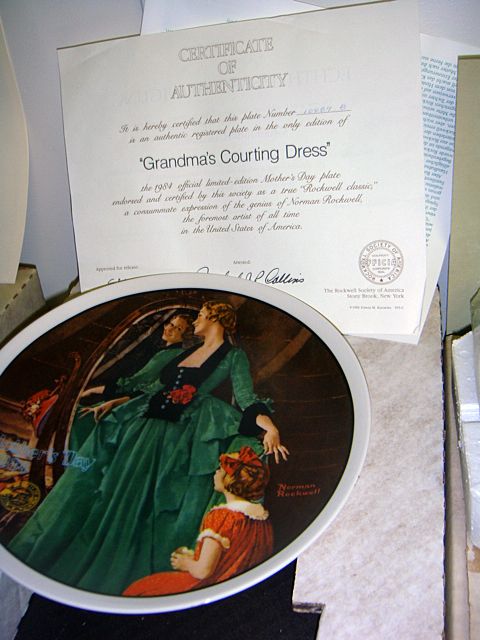 CERTIFICATE
OF
AUTHENTICITY
It is hereby certified that this plate Number
is an authentic registered plate in the only edition of
"Grandma's Courting Dress"
the 1984 official limited-edition Mother's Day plate
endorsed and certified by this society as a true "Rockwell classic,"
a consummate expression of the genius of Norman Rockwell,
the foremost artist of all time
in the United States of America.
Approved for release:
Attested:
Collins
The Rockwell Society of America
Stony Brook, New York
Day
Norman
Rockwell